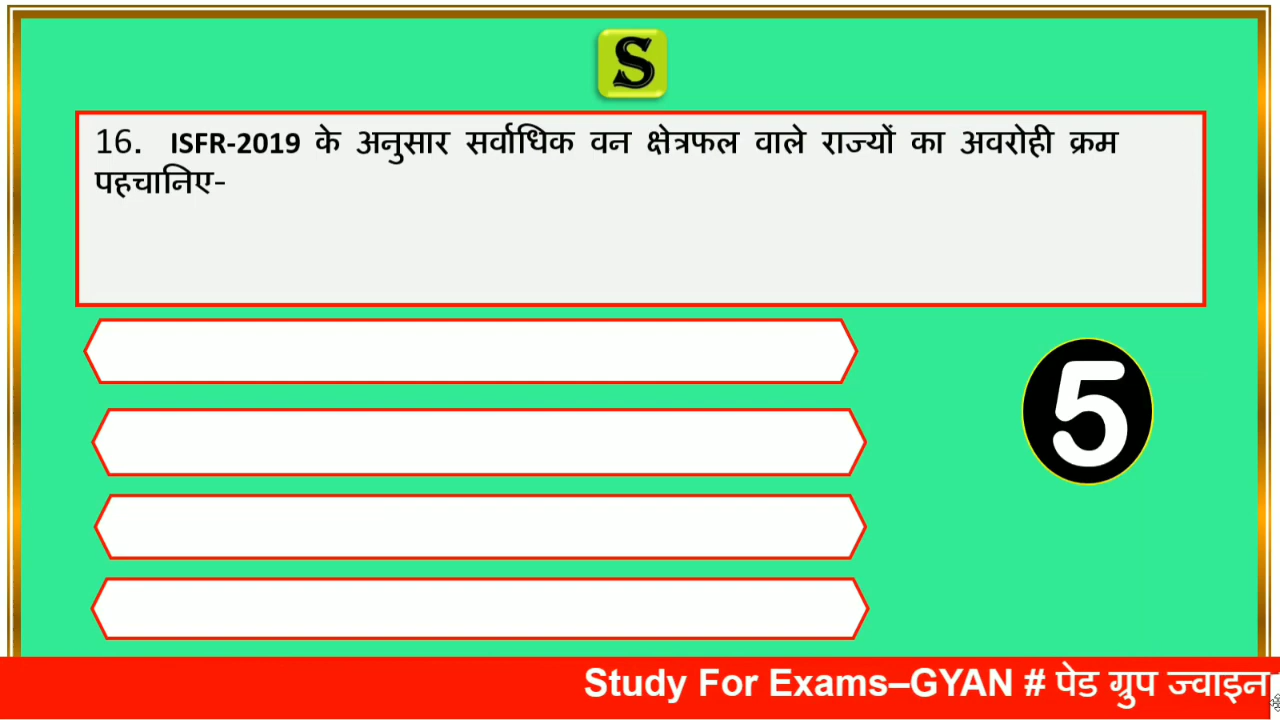 S
16. ISFR-2019 के अनुसार सर्वाधिक वन क्षेत्रफल वाले राज्यों का अवरोही क्रम
पहचानिए-
5
Study For Exams–GYAN # पेड ग्रुप ज्वाइन